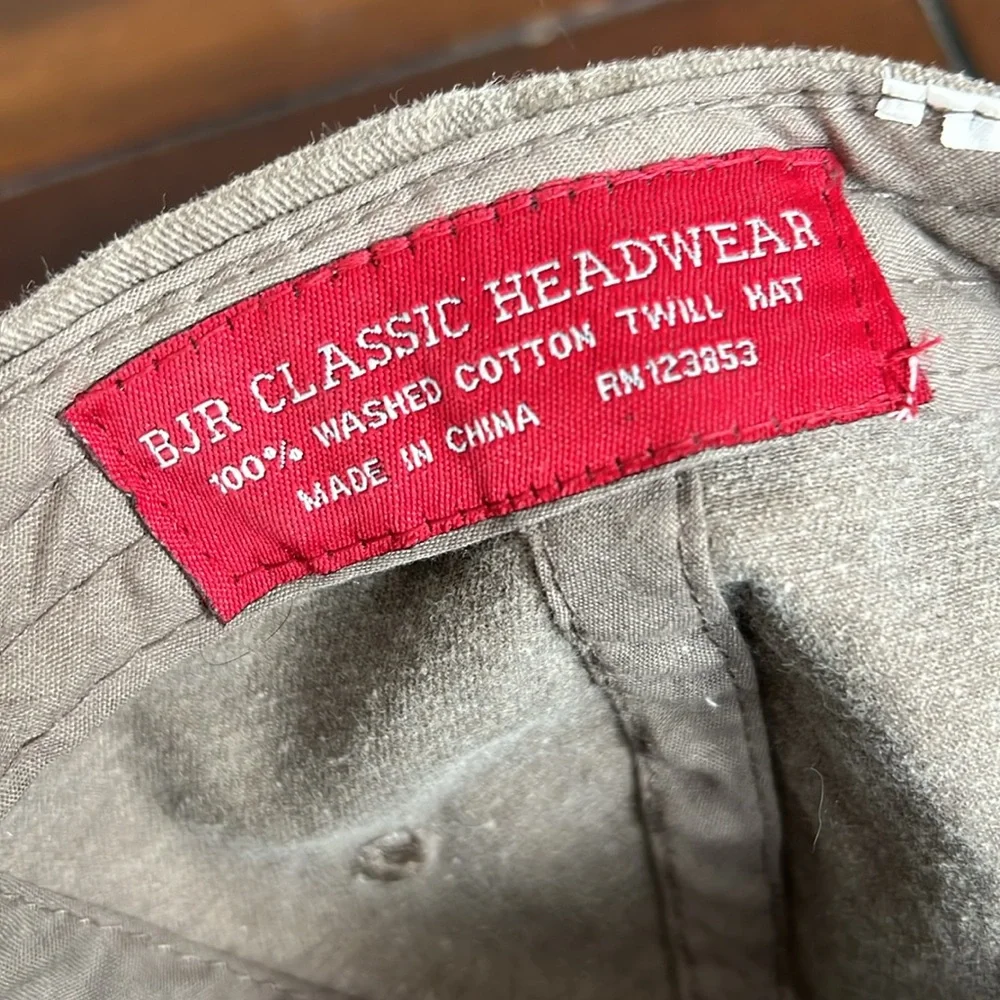 BJR CLASSIC HEADWEAR
100% WASHED COTTON TWILL HAT
MADE IN CHINA RN123853